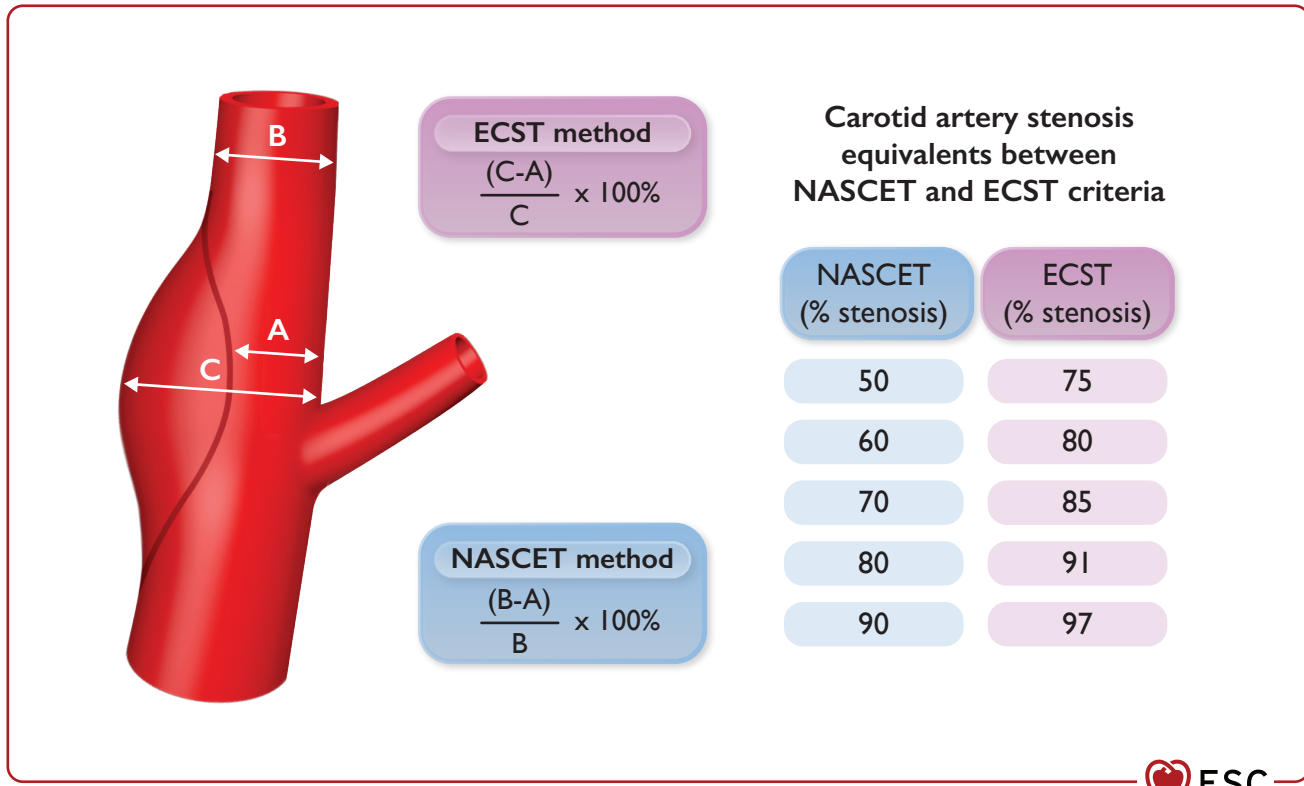 B
A
C
ECST method
(C-A)
C
x 100%
NASCET method
(B-A)
B
x 100%
Carotid artery stenosis
equivalents between
NASCET and ECST criteria
NASCET
(% stenosis)
ECST
(% stenosis)
50 75
60 80
70 85
80 91
90 97
ESC